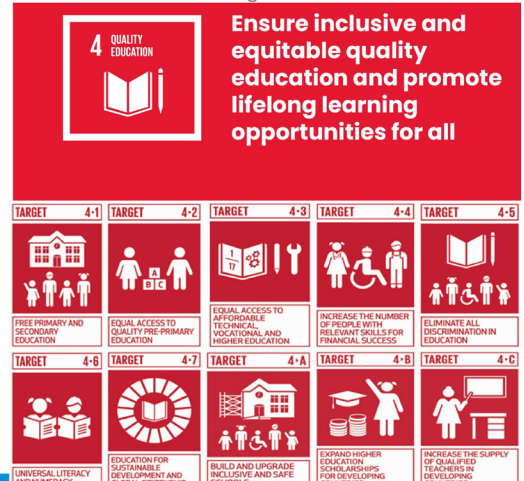 4 QUALITY
EDUCATION
Ensure inclusive and
equitable quality
education and promote
lifelong learning
opportunities for all
TARGET 4·1
FREE PRIMARY AND
SECONDARY
EDUCATION
TARGET 4·2
A
B C
EQUAL ACCESS TO
QUALITY PRE-PRIMARY
EDUCATION
TARGET 4·3
1
17
EQUAL ACCESS TO
AFFORDABLE
TECHNICAL,
VOCATIONAL AND
HIGHER EDUCATION
TARGET 4·4
INCREASE THE NUMBER
OF PEOPLE WITH
RELEVANT SKILLS FOR
FINANCIAL SUCCESS
TARGET 4·5
ELIMINATE ALL
DISCRIMINATION IN
EDUCATION
TARGET 4·6
UNIVERSAL LITERACY
AND NUMERACY
TARGET 4·7
EDUCATION FOR
SUSTAINABLE
DEVELOPMENT AND
TARGET 4·A
BUILD AND UPGRADE
INCLUSIVE AND SAFE
SCHOOLS
TARGET 4·B
EXPAND HIGHER
EDUCATION
SCHOLARSHIPS
FOR DEVELOPING
TARGET 4·C
INCREASE THE SUPPLY
OF QUALIFIED
TEACHERS IN
DEVELOPING